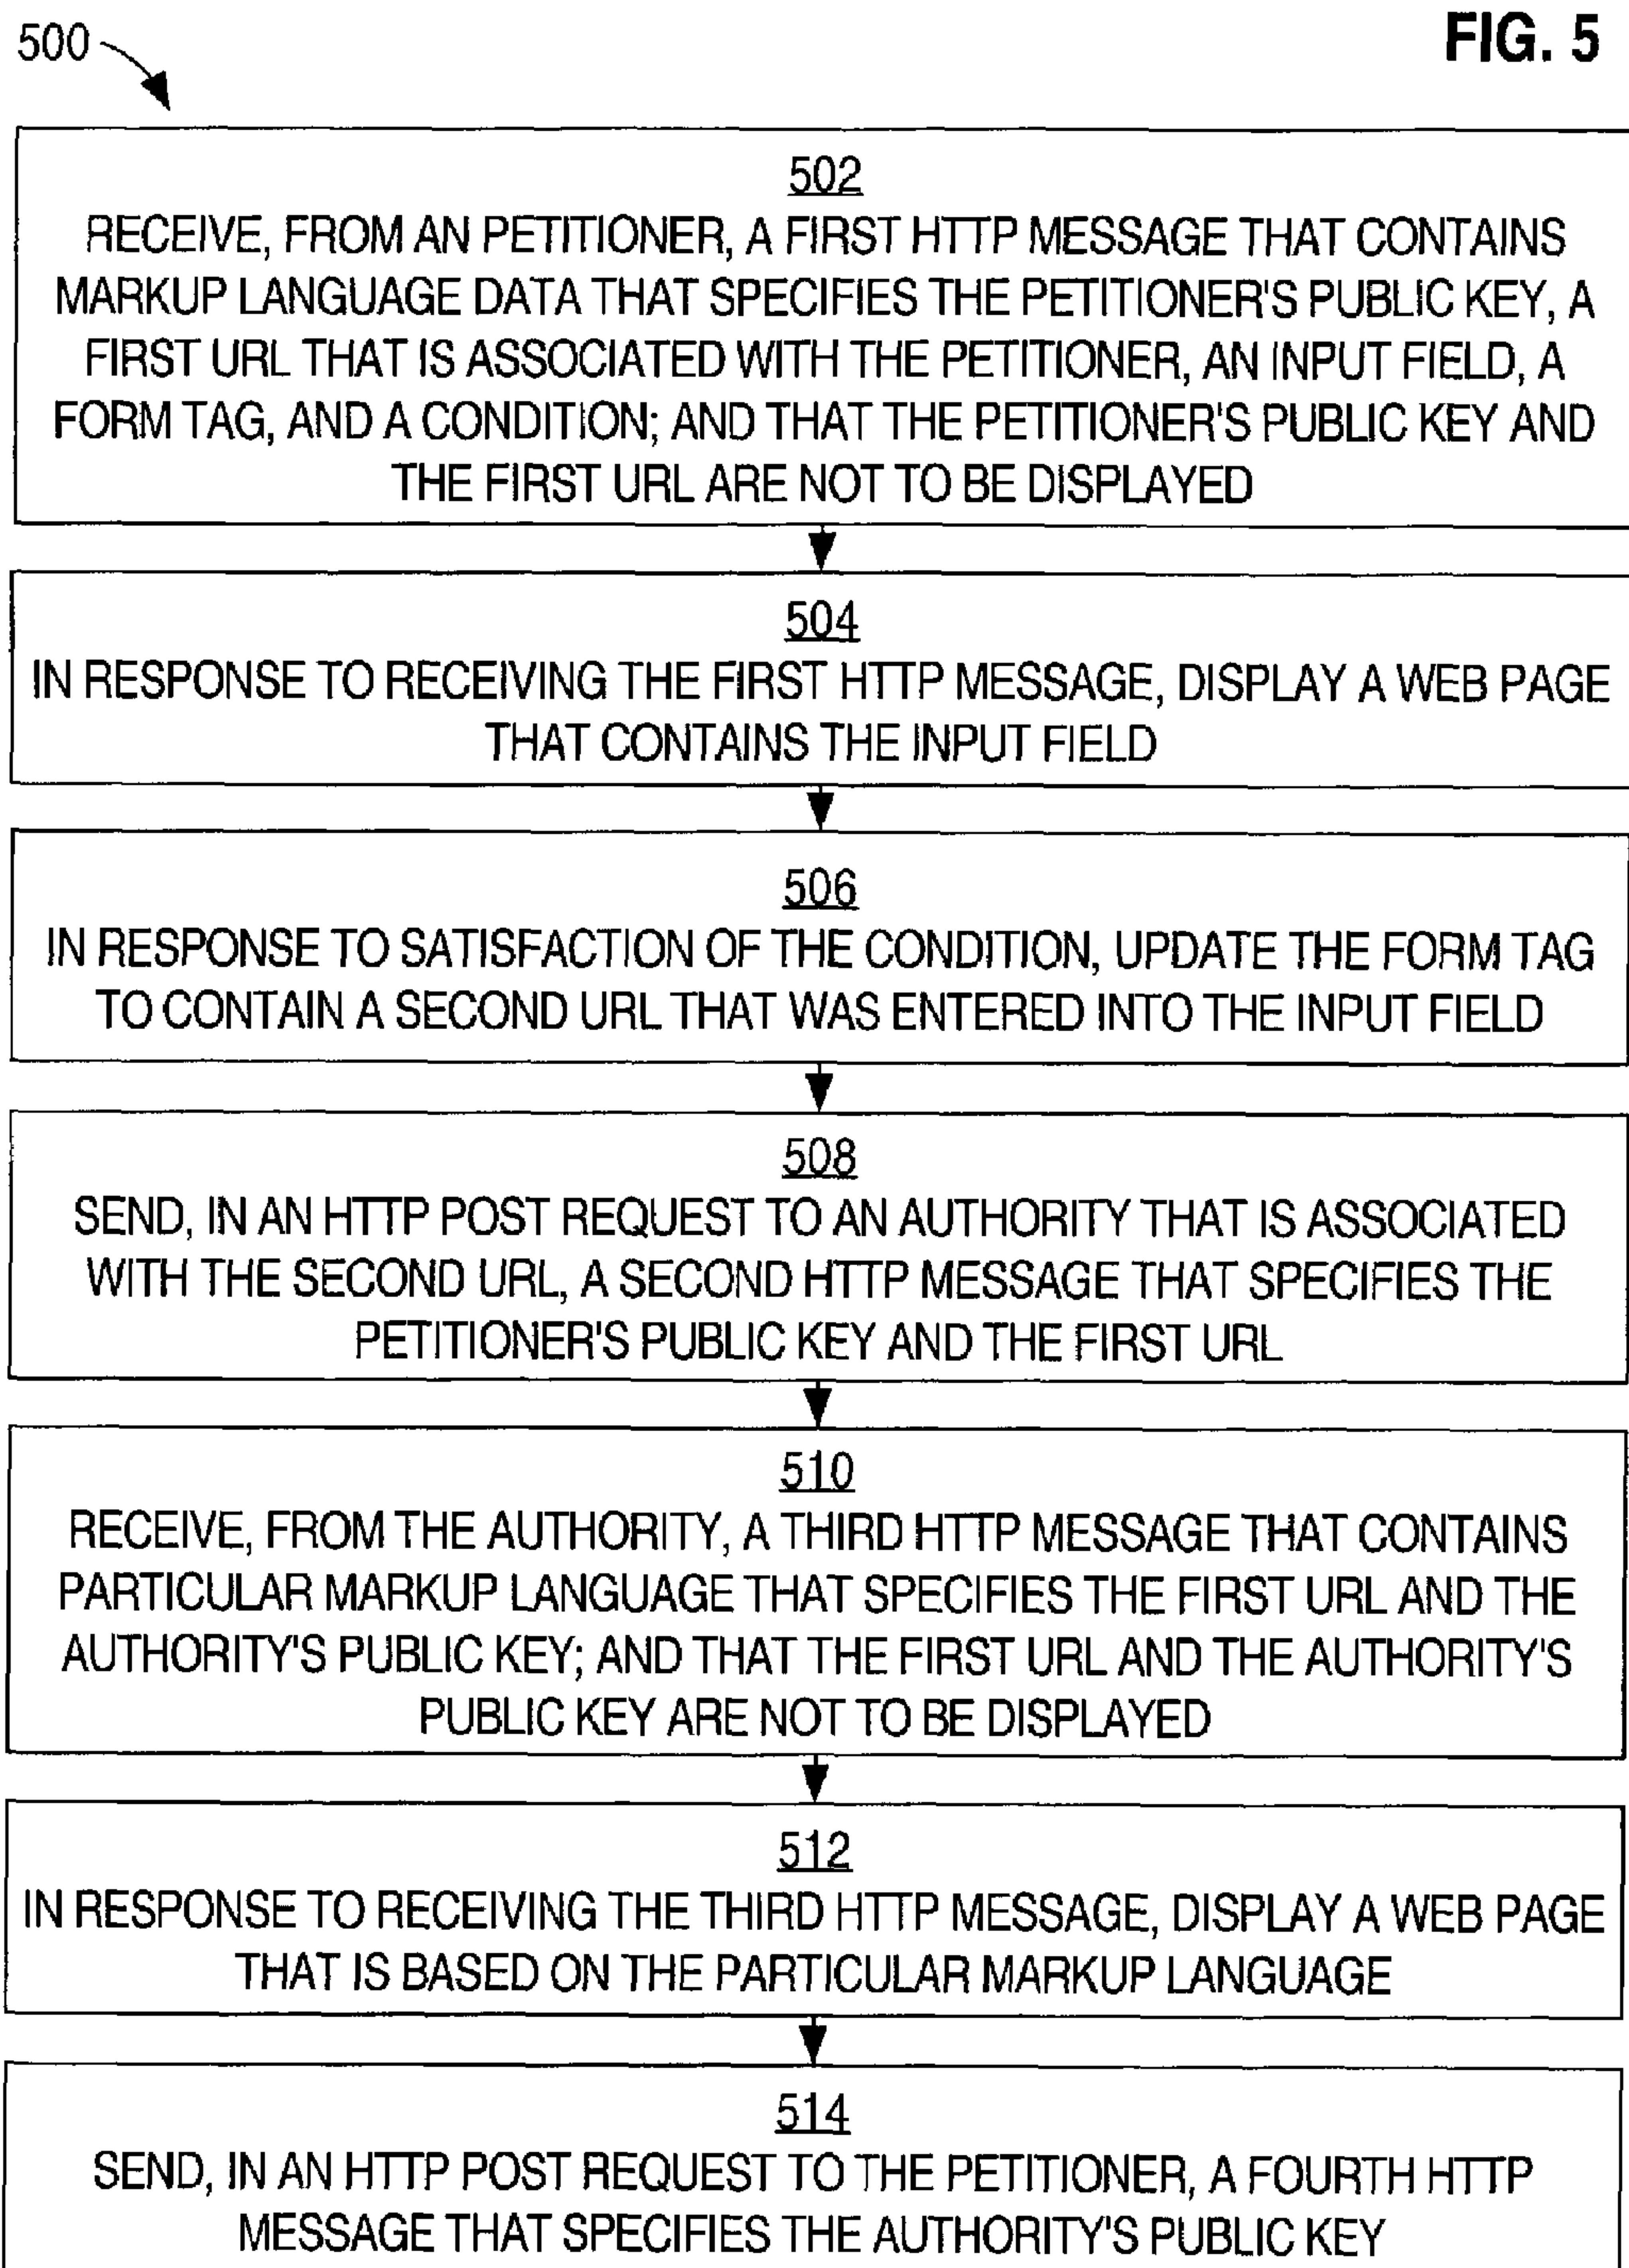 500
FIG. 5
502
RECEIVE, FROM AN PETITIONER, A FIRST HTTP MESSAGE THAT CONTAINS
MARKUP LANGUAGE DATA THAT SPECIFIES THE PETITIONER'S PUBLIC KEY, A
FIRST URL THAT IS ASSOCIATED WITH THE PETITIONER, AN INPUT FIELD, A
FORM TAG, AND A CONDITION; AND THAT THE PETITIONER'S PUBLIC KEY AND
THE FIRST URL ARE NOT TO BE DISPLAYED
504
IN RESPONSE TO RECEIVING THE FIRST HTTP MESSAGE, DISPLAY A WEB PAGE
THAT CONTAINS THE INPUT FIELD
506
IN RESPONSE TO SATISFACTION OF THE CONDITION, UPDATE THE FORM TAG
TO CONTAIN A SECOND URL THAT WAS ENTERED INTO THE INPUT FIELD
508
SEND, IN AN HTTP POST REQUEST TO AN AUTHORITY THAT IS ASSOCIATED
WITH THE SECOND URL, A SECOND HTTP MESSAGE THAT SPECIFIES THE
PETITIONER'S PUBLIC KEY AND THE FIRST URL
510
RECEIVE, FROM THE AUTHORITY, A THIRD HTTP MESSAGE THAT CONTAINS
PARTICULAR MARKUP LANGUAGE THAT SPECIFIES THE FIRST URL AND THE
AUTHORITY'S PUBLIC KEY; AND THAT THE FIRST URL AND THE AUTHORITY'S
PUBLIC KEY ARE NOT TO BE DISPLAYED
512
IN RESPONSE TO RECEIVING THE THIRD HTTP MESSAGE, DISPLAY A WEB PAGE
THAT IS BASED ON THE PARTICULAR MARKUP LANGUAGE
514
SEND, IN AN HTTP POST REQUEST TO THE PETITIONER, A FOURTH HTTP
MESSAGE THAT SPECIFIES THE AUTHORITY'S PUBLIC KEY